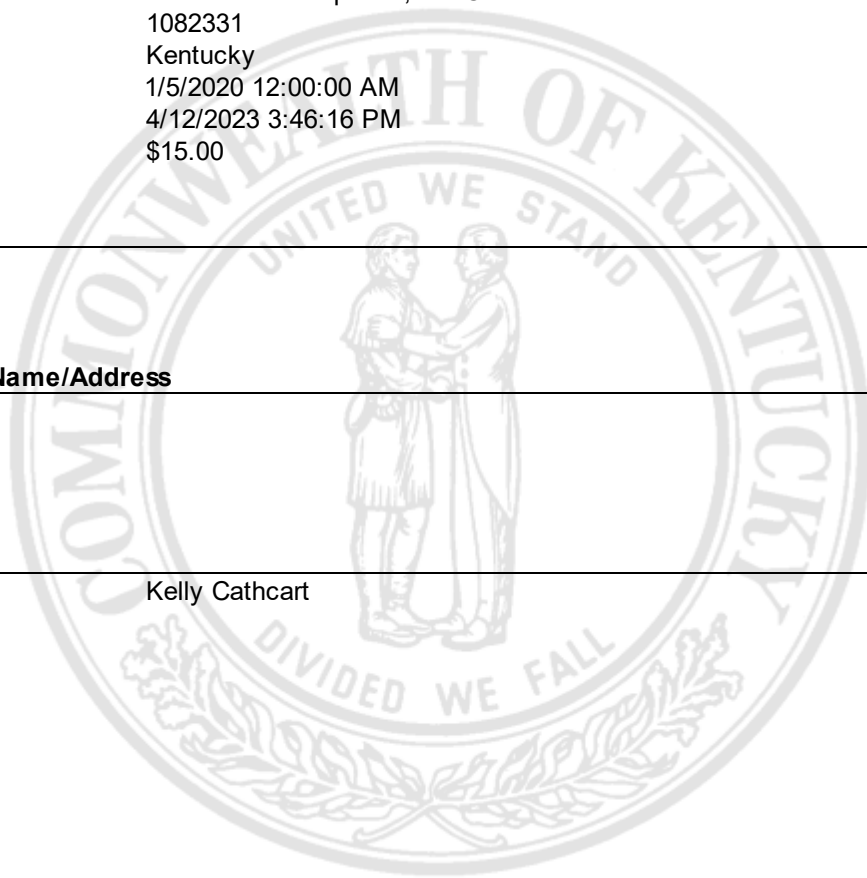 1082331
Kentucky
1/5/2020 12:00:00 AM
4/12/2023 3:46:16 PM
$15.00
COMMONWEALTH OF KENTUCKY
UNITED WE STAND
Name/Address
Kelly Cathcart
DIVIDED WE FALL